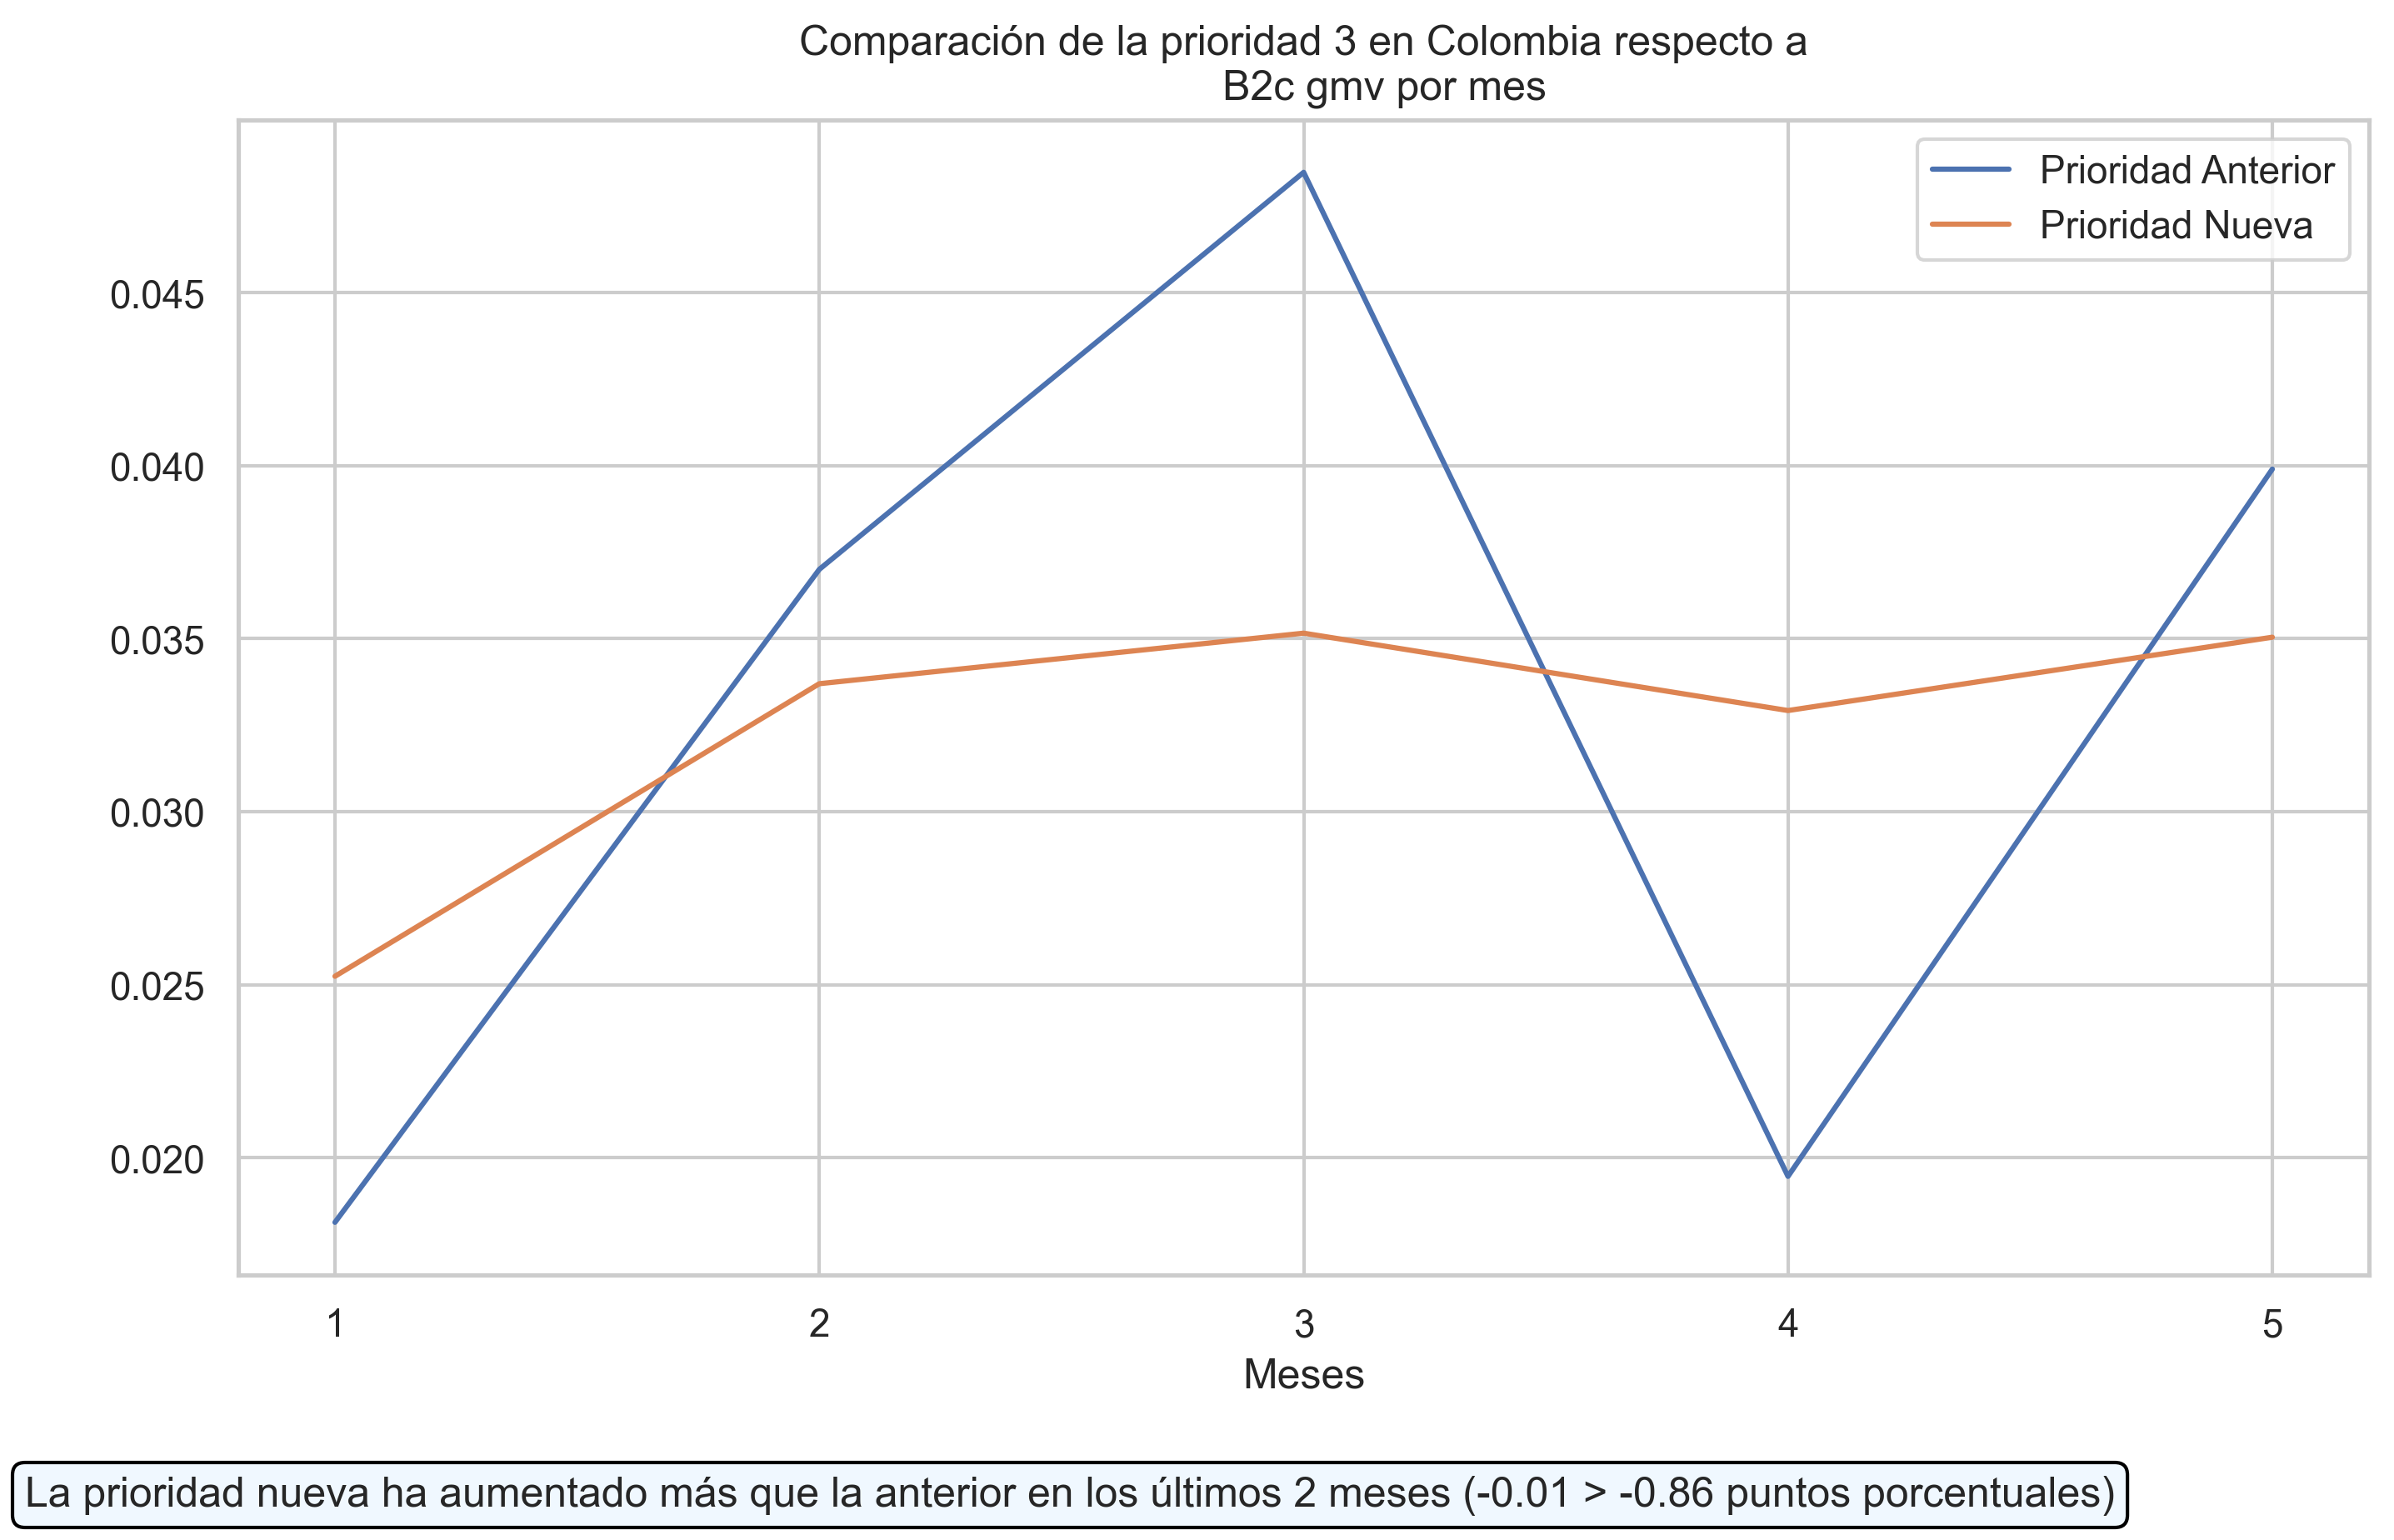 Comparación de la prioridad 3 en Colombia respecto a
B2c gmv por mes
Prioridad Anterior
Prioridad Nueva
0.045
0.040
0.035
0.030
0.025
0.020
1 2 3 4 5
Meses
La prioridad nueva ha aumentado más que la anterior en los últimos 2 meses (-0.01 > -0.86 puntos porcentuales)